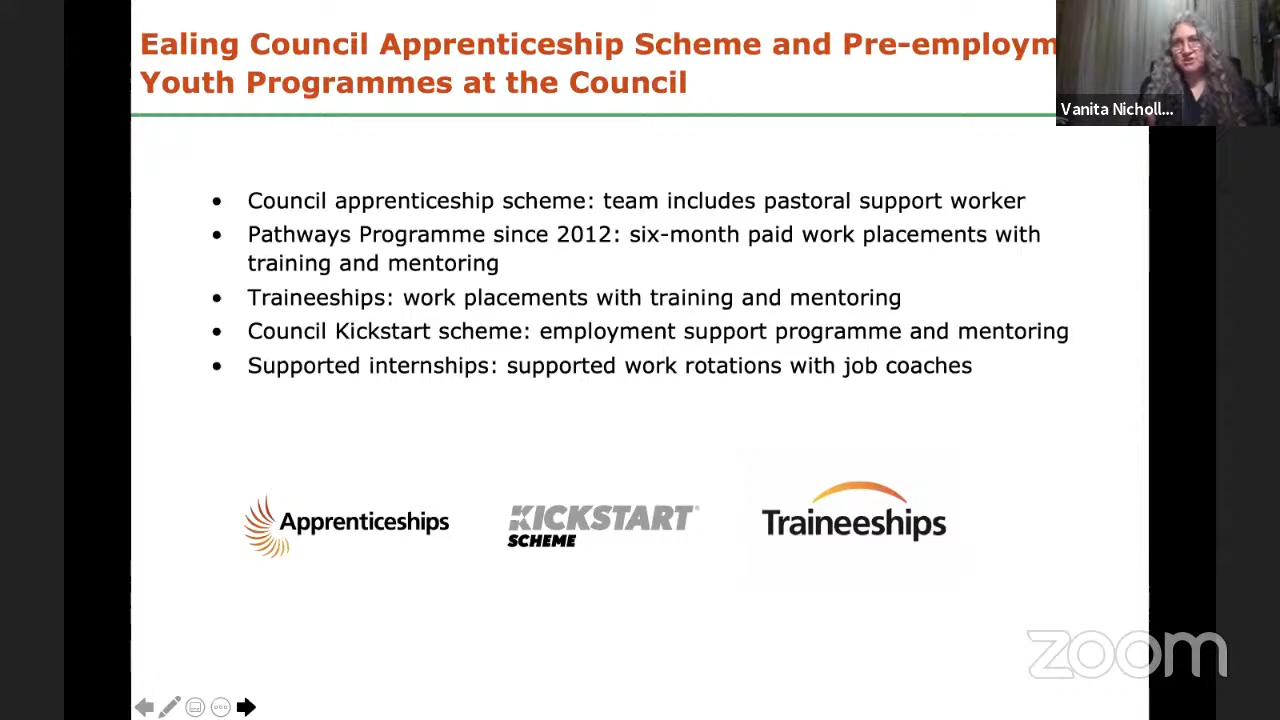 Ealing Council Apprenticeship Scheme and Pre-employm
Youth Programmes at the Council
Vanita Nicholl...
• Council apprenticeship scheme: team includes pastoral support worker
• Pathways Programme since 2012: six-month paid work placements with
training and mentoring
• Traineeships: work placements with training and mentoring
• Council Kickstart scheme: employment support programme and mentoring
• Supported internships: supported work rotations with job coaches
Apprenticeships
KICKSTART®
SCHEME
Traineeships
zoom